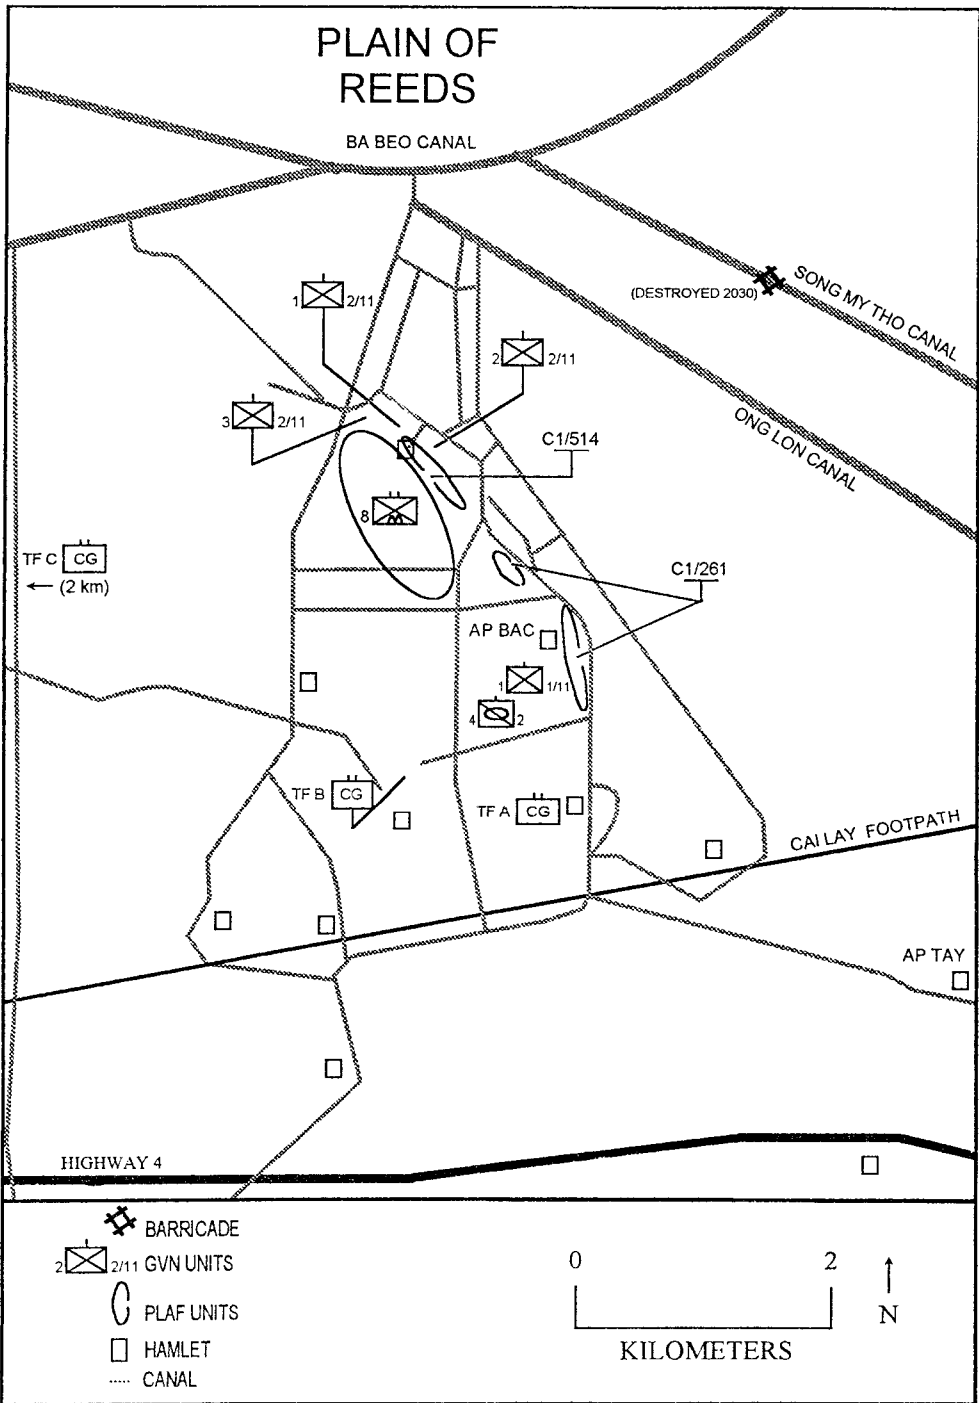 PLAIN OF
REEDS
BA BEO CANAL
SONG MY THO CANAL
(DESTROYED 2030)
1 2/11
2 2/11
3 2/11
ONG LON CANAL
C1/514
8
TF C CG
(2 km)
C1/261
AP BAC
1 1/11
4 2
TF B CG
TF A CG
CAI LAY FOOTPATH
AP TAY
HIGHWAY 4
BARRICADE
2 2/11 GVN UNITS
PLAF UNITS
HAMLET
CANAL
0 2
KILOMETERS
N